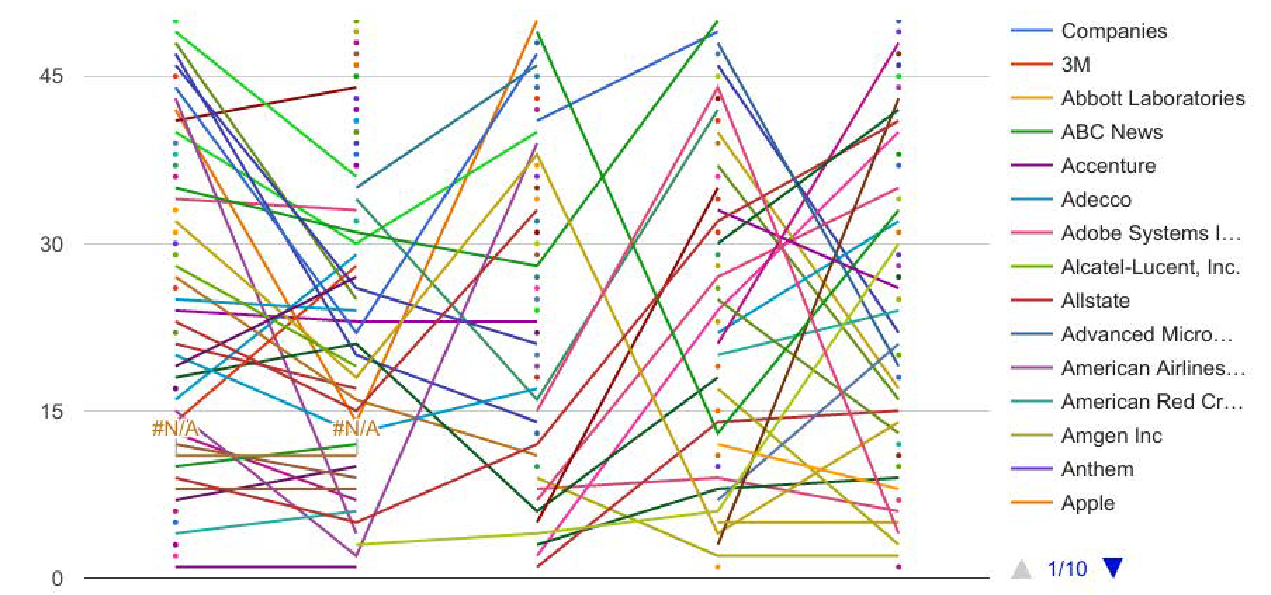 45
30
15
0
#N/A
#N/A
Companies
3M
Abbott Laboratories
ABC News
Accenture
Adecco
Adobe Systems I...
Alcatel-Lucent, Inc.
Allstate
Advanced Micro...
American Airlines...
American Red Cr...
Amgen Inc
Anthem
Apple
1/10